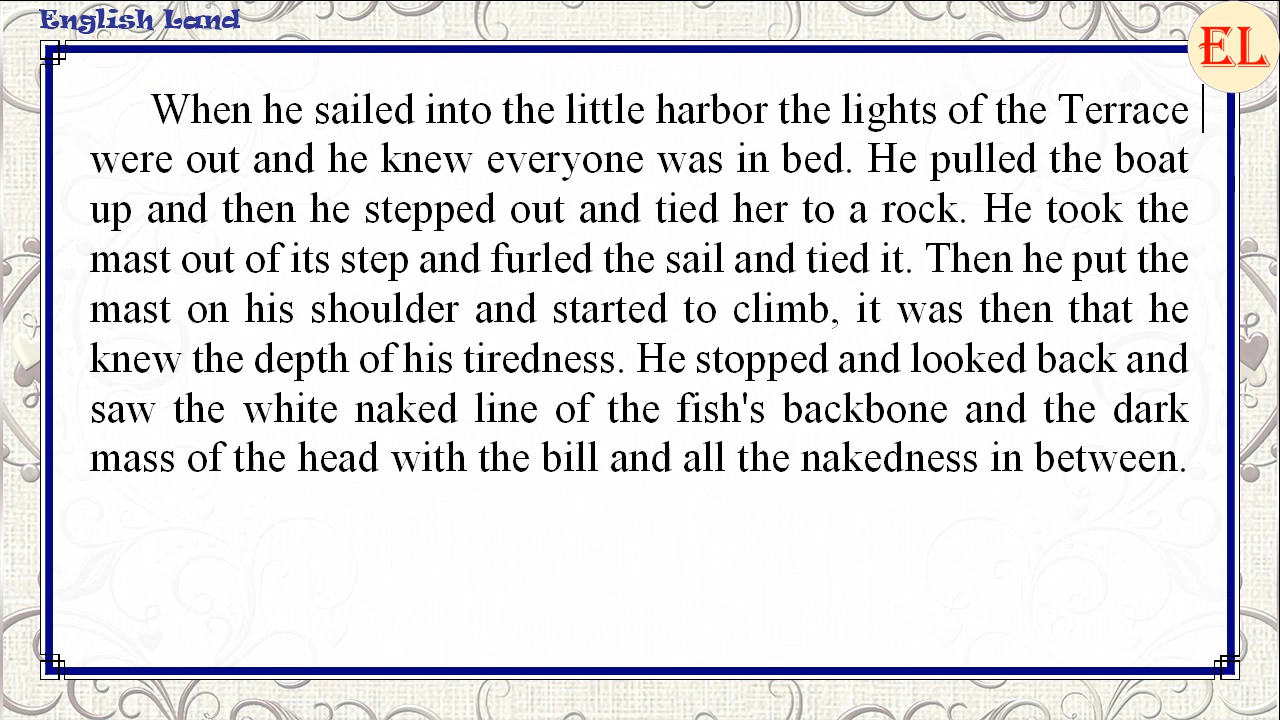 English Land
EL
When he sailed into the little harbor the lights of the Terrace
were out and he knew everyone was in bed. He pulled the boat
up and then he stepped out and tied her to a rock. He took the
mast out of its step and furled the sail and tied it. Then he put the
mast on his shoulder and started to climb, it was then that he
knew the depth of his tiredness. He stopped and looked back and
saw the white naked line of the fish's backbone and the dark
mass of the head with the bill and all the nakedness in between.